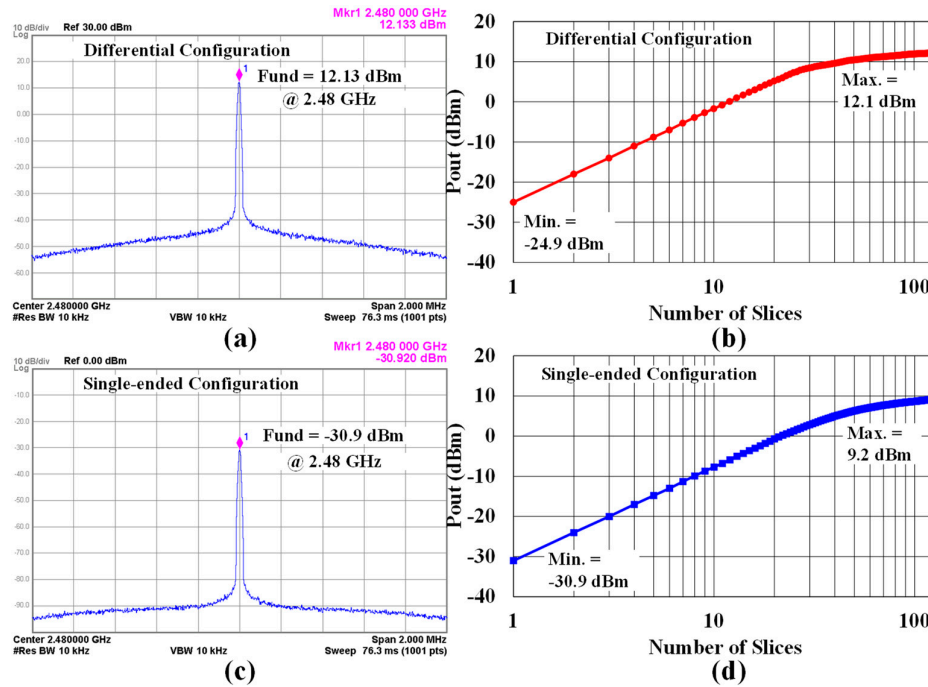 Mkr1 2.480 000 GHz
12.133 dBm
10 dB/div Ref 30.00 dBm
Log
Differential Configuration
1
Fund = 12.13 dBm
@ 2.48 GHz
20.0
10.0
0.00
-10.0
-20.0
-30.0
-40.0
-50.0
-60.0
Center 2.480000 GHz
Span 2.000 MHz
#Res BW 10 kHz
VBW 10 kHz
Sweep 76.3 ms (1001 pts)
(a)
20
10
0
-10
-20
-30
-40
Pout (dBm)
Differential Configuration
Max. =
12.1 dBm
Min. =
-24.9 dBm
1
10
100
Number of Slices
(b)
Mkr1 2.480 000 GHz
-30.920 dBm
10 dB/div Ref 0.00 dBm
Log
Single-ended Configuration
1
Fund = -30.9 dBm
@ 2.48 GHz
-10.0
-20.0
-30.0
-40.0
-50.0
-60.0
-70.0
-80.0
-90.0
Center 2.480000 GHz
Span 2.000 MHz
#Res BW 10 kHz
VBW 10 kHz
Sweep 76.3 ms (1001 pts)
(c)
20
10
0
-10
-20
-30
-40
Pout (dBm)
Single-ended Configuration
Max. =
9.2 dBm
Min. =
-30.9 dBm
1
10
100
Number of Slices
(d)